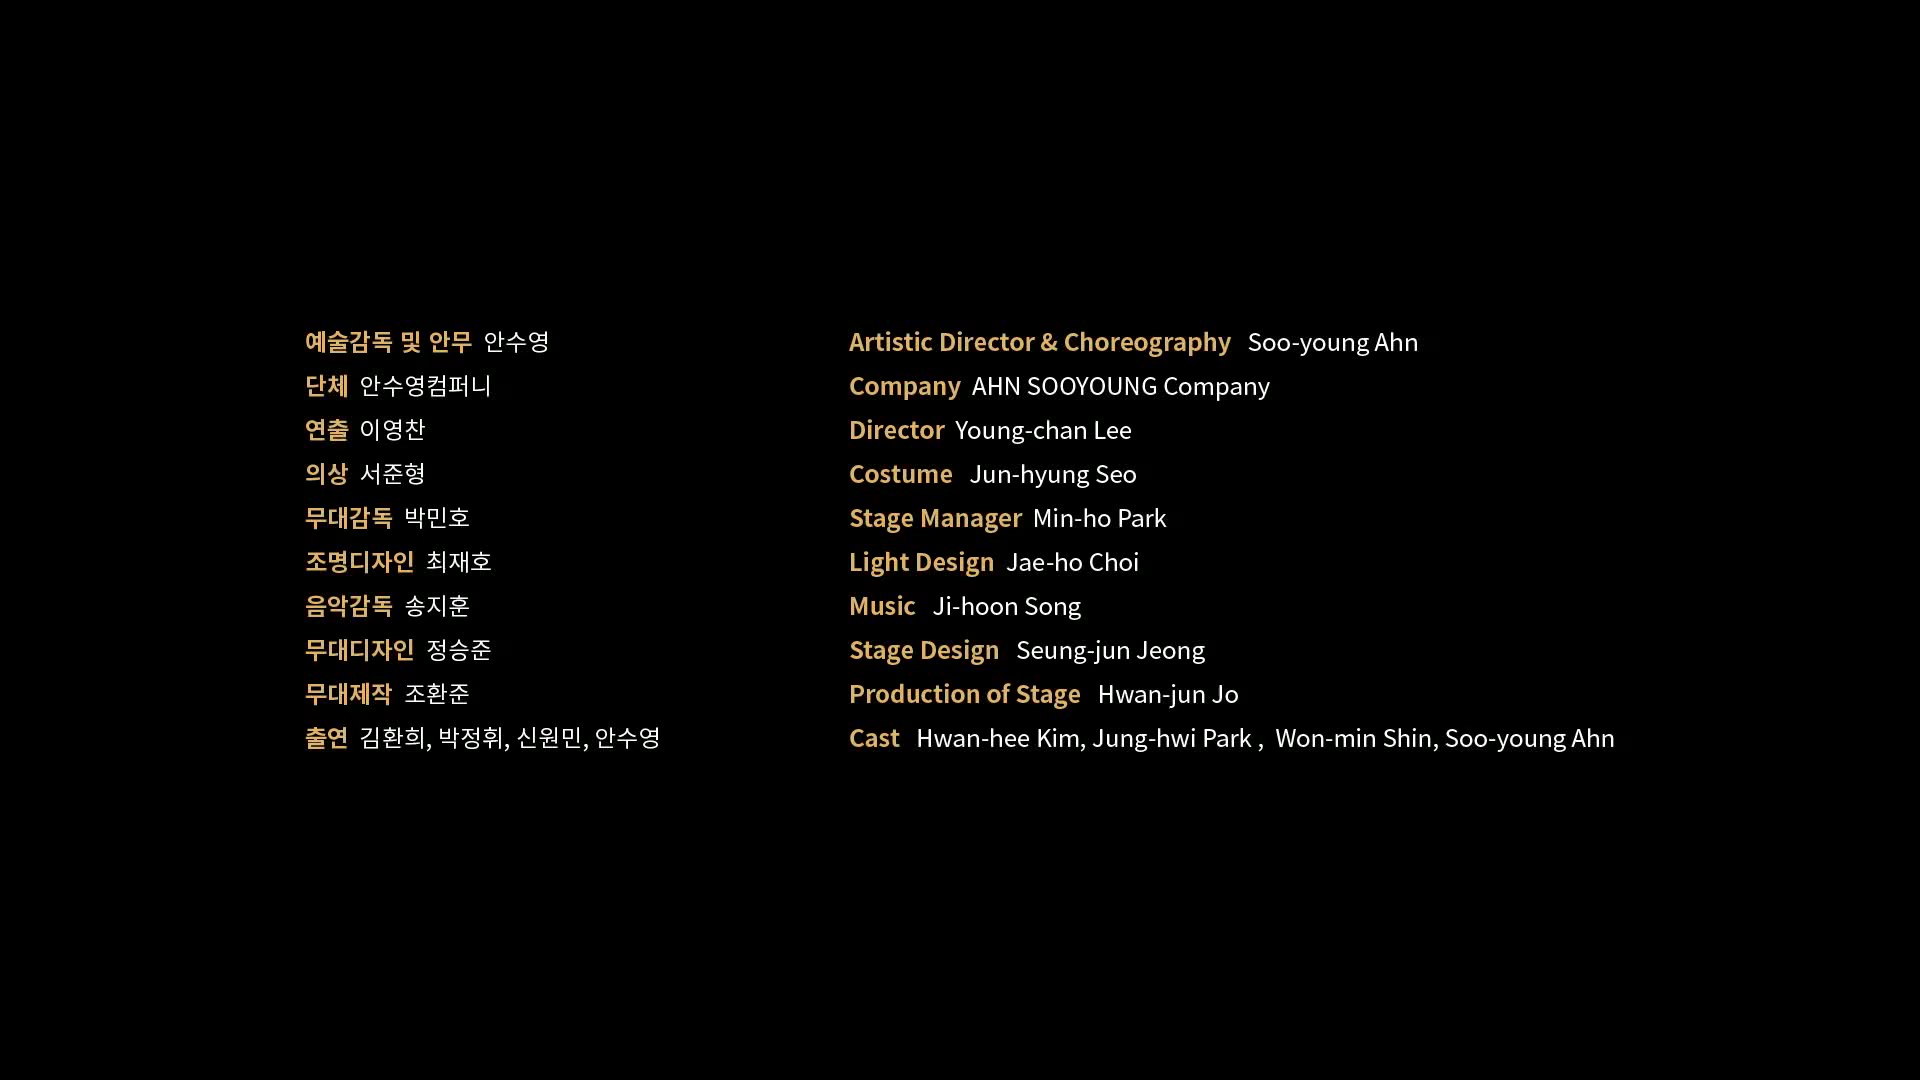 예술감독 및 안무 안수영
단체 안수영컴퍼니
연출 이영찬
의상 서준형
무대감독 박민호
조명디자인 최재호
음악감독 송지훈
무대디자인 정승준
무대제작 조환준
출연 김환희, 박정휘, 신원민, 안수영
Artistic Director & Choreography Soo-young Ahn
Company AHN SOOYOUNG Company
Director Young-chan Lee
Costume Jun-hyung Seo
Stage Manager Min-ho Park
Light Design Jae-ho Choi
Music Ji-hoon Song
Stage Design Seung-jun Jeong
Production of Stage Hwan-jun Jo
Cast Hwan-hee Kim, Jung-hwi Park , Won-min Shin, Soo-young Ahn